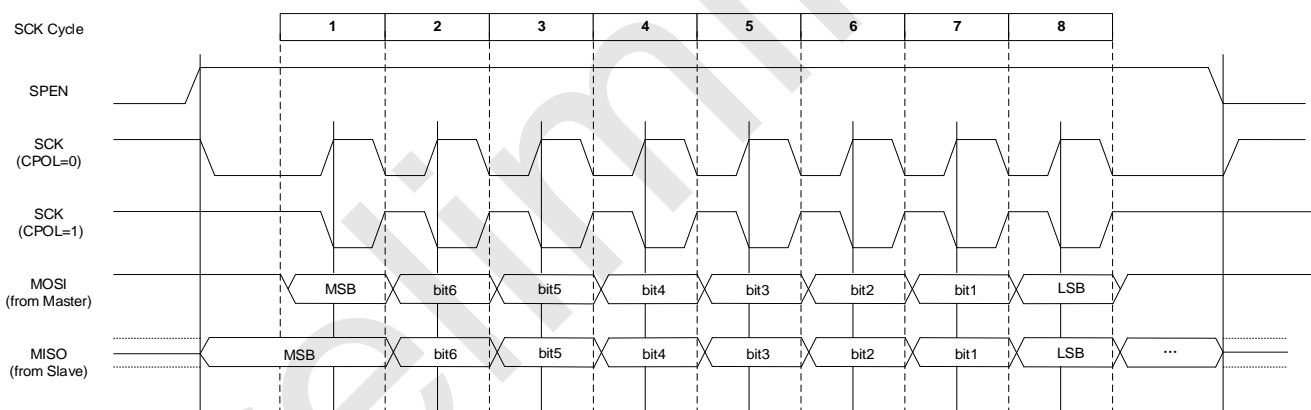 SCK Cycle 1 2 3 4 5 6 7 8
SPEN
SCK
(CPOL=0)
SCK
(CPOL=1)
MOSI
(from Master)
MSB bit6 bit5 bit4 bit3 bit2 bit1 LSB
MISO
(from Slave)
MSB bit6 bit5 bit4 bit3 bit2 bit1 LSB ...
elim